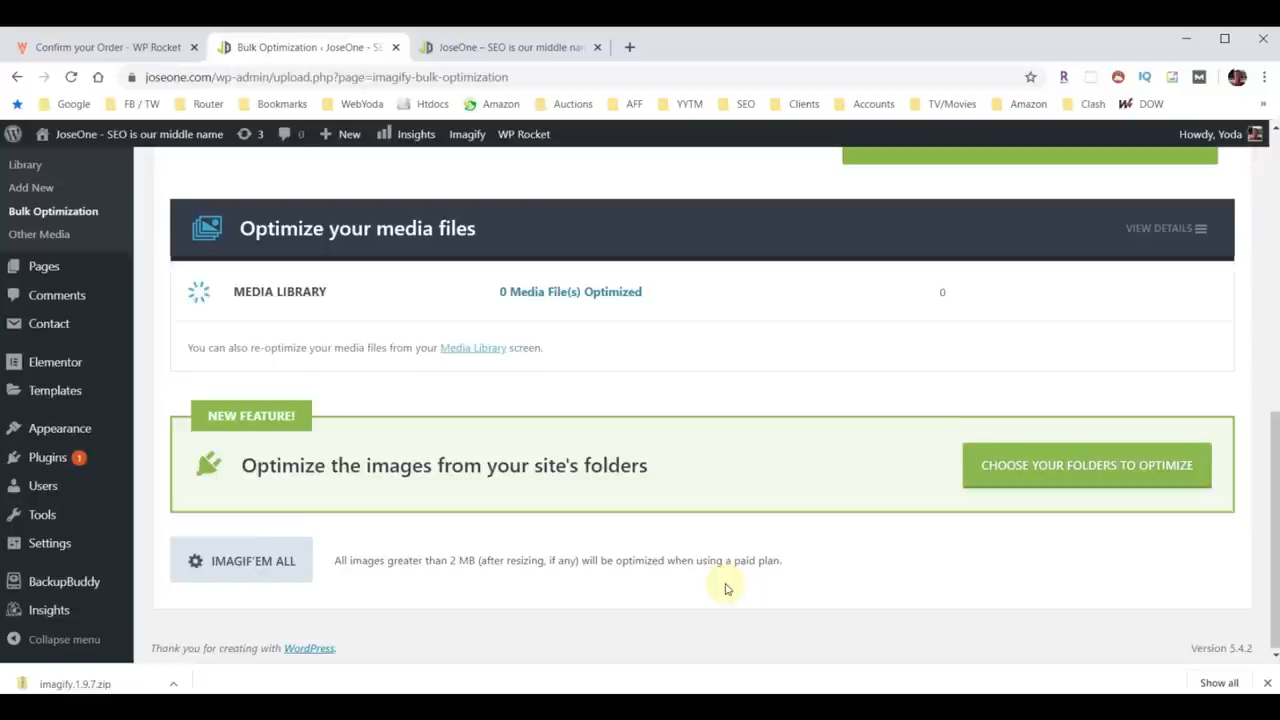 Confirm your Order - WP Rocket
Bulk Optimization ‹ JoseOne - SE
JoseOne – SEO is our middle nam
joseone.com/wp-admin/upload.php?page=imagify-bulk-optimization
Google FB / TW Router Bookmarks WebYoda Htdocs Amazon Auctions AFF YYTM SEO Clients Accounts TV/Movies Amazon Clash DOW
JoseOne - SEO is our middle name 3 0 New Insights Imagify WP Rocket Howdy, Yoda
Library
Add New
Bulk Optimization
Other Media
Pages
Comments
Contact
Elementor
Templates
Appearance
Plugins 1
Users
Tools
Settings
BackupBuddy
Insights
Collapse menu
Optimize your media files
VIEW DETAILS
MEDIA LIBRARY 0 Media File(s) Optimized 0
You can also re-optimize your media files from your Media Library screen.
NEW FEATURE!
Optimize the images from your site's folders
CHOOSE YOUR FOLDERS TO OPTIMIZE
IMAGIF'EM ALL
All images greater than 2 MB (after resizing, if any) will be optimized when using a paid plan.
Thank you for creating with WordPress.
Version 5.4.2
imagify.1.9.7.zip
Show all